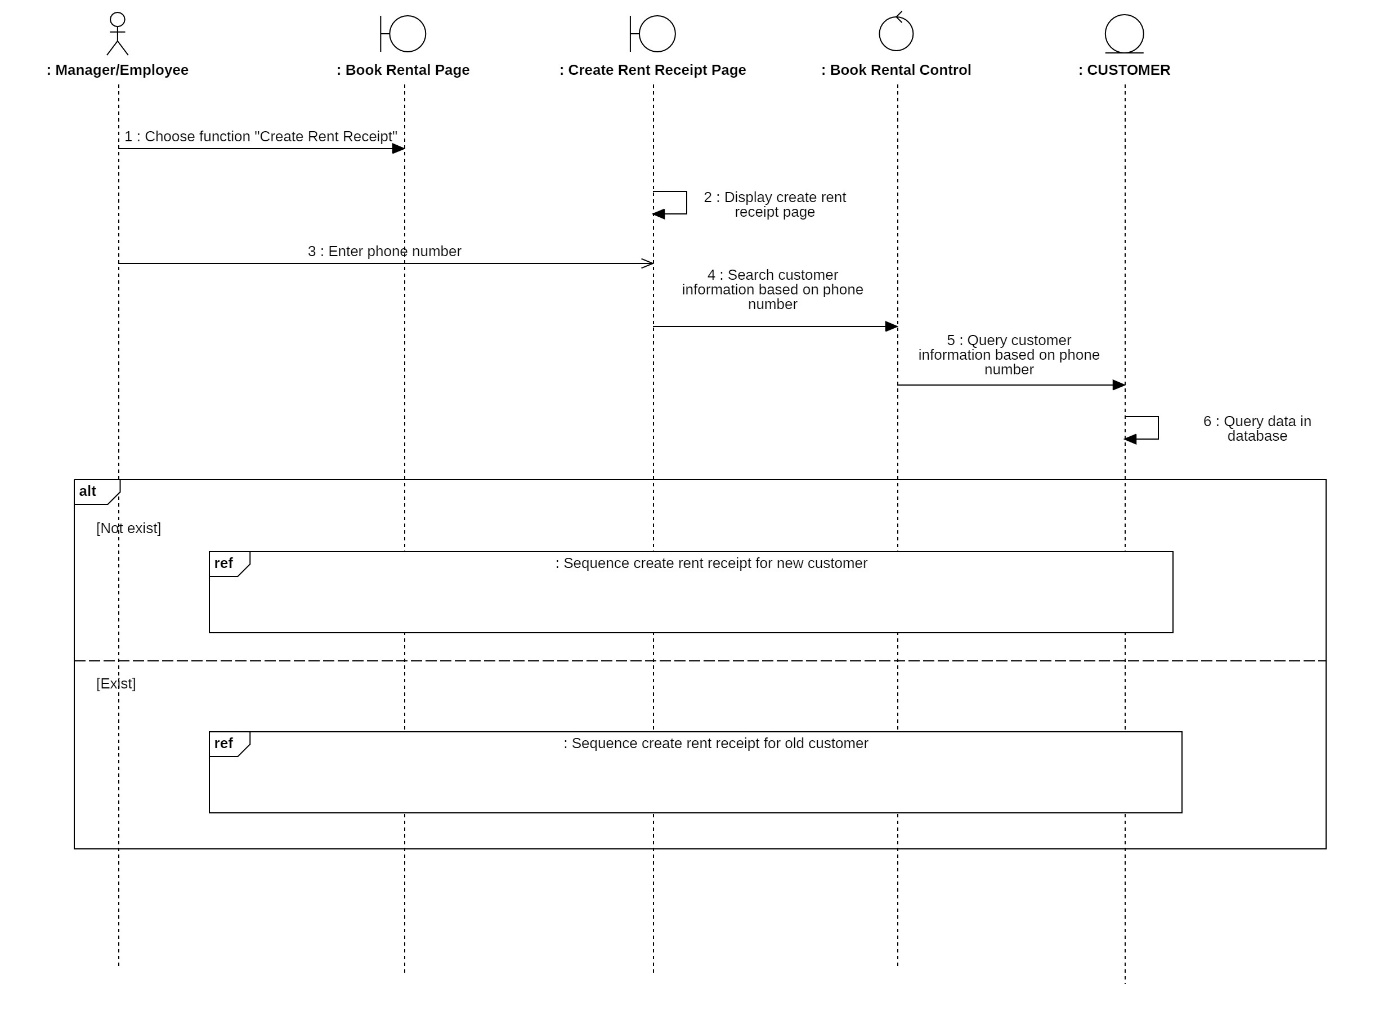 : Manager/Employee
: Book Rental Page
: Create Rent Receipt Page
: Book Rental Control
: CUSTOMER
1 : Choose function "Create Rent Receipt"
2 : Display create rent
receipt page
3 : Enter phone number
4 : Search customer
information based on phone
number
5 : Query customer
information based on phone
number
6 : Query data in
database
alt
[Not exist]
ref
: Sequence create rent receipt for new customer
[Exist]
ref
: Sequence create rent receipt for old customer